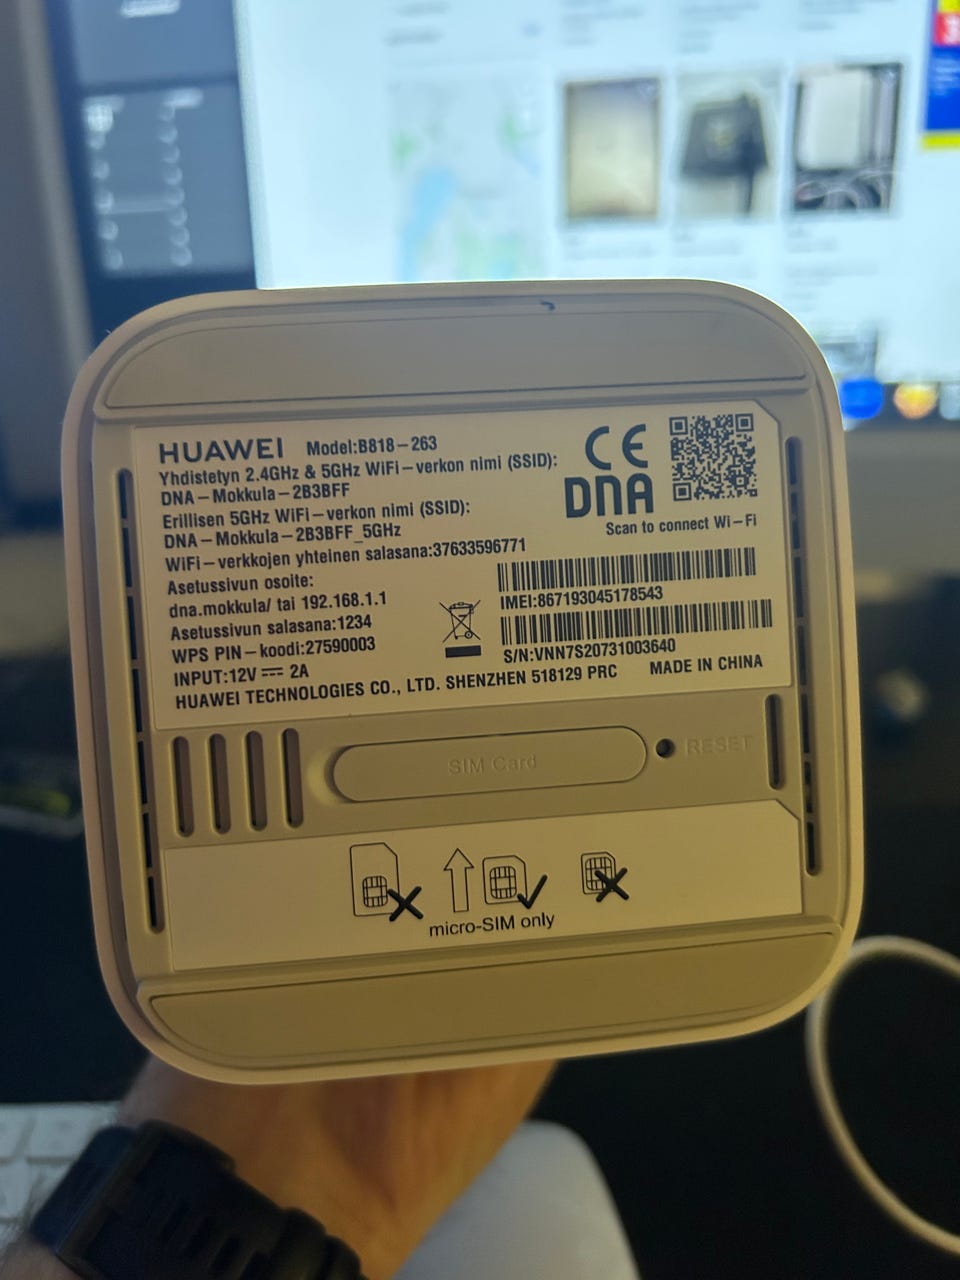 HUAWEI Model:B818-263
Yhdistetyn 2.4GHz & 5GHz WiFi-verkon nimi (SSID):
DNA-Mokkula-2B3BFF
Erillisen 5GHz WiFi-verkon nimi (SSID):
DNA-Mokkula-2B3BFF_5GHz
WiFi-verkkojen yhteinen salasana:37633596771
Asetussivun osoite:
dna.mokkula/ tai 192.168.1.1
Asetussivun salasana:1234
WPS PIN-koodi:27590003
INPUT:12V ⎓ 2A
HUAWEI TECHNOLOGIES CO., LTD. SHENZHEN 518129 PRC
CE
DNA
Scan to connect Wi-Fi
IMEI:867193045178543
S/N:VNN7S20731003640
MADE IN CHINA
SIM Card
RESET
micro-SIM only